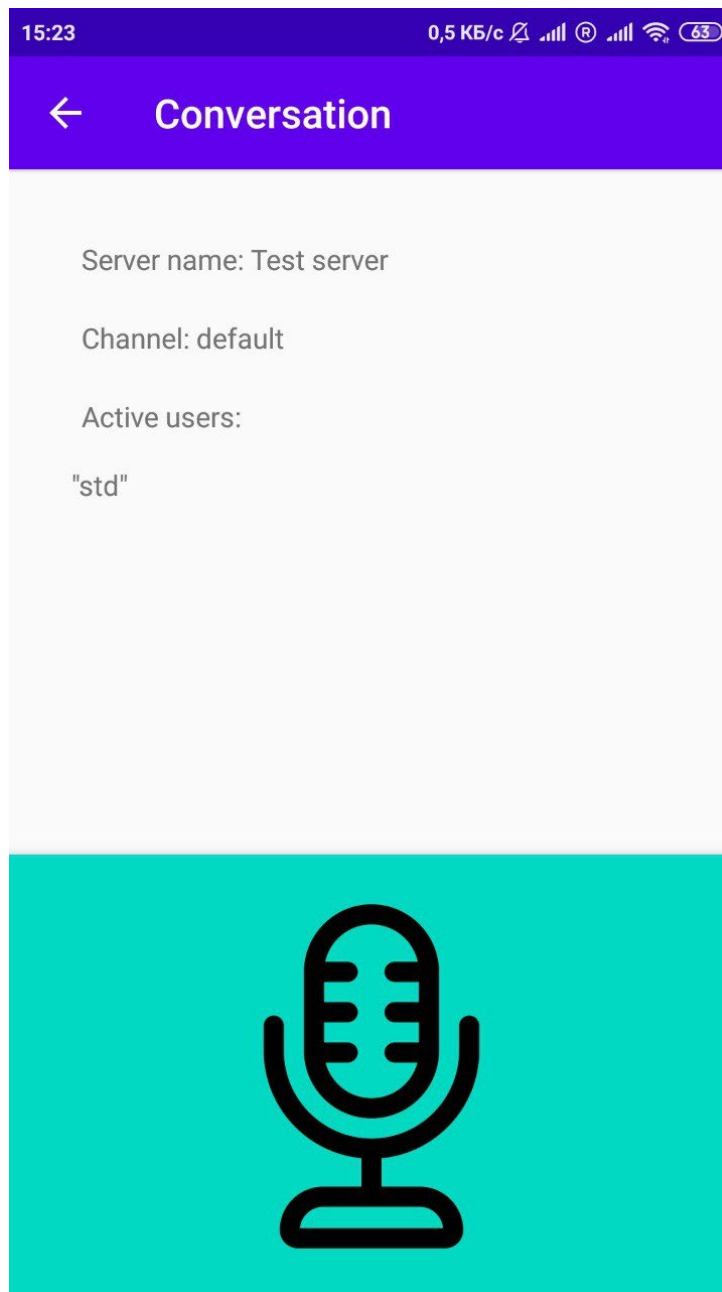 15:23 0,5 КБ/с R 63
Conversation
Server name: Test server
Channel: default
Active users:
"std"